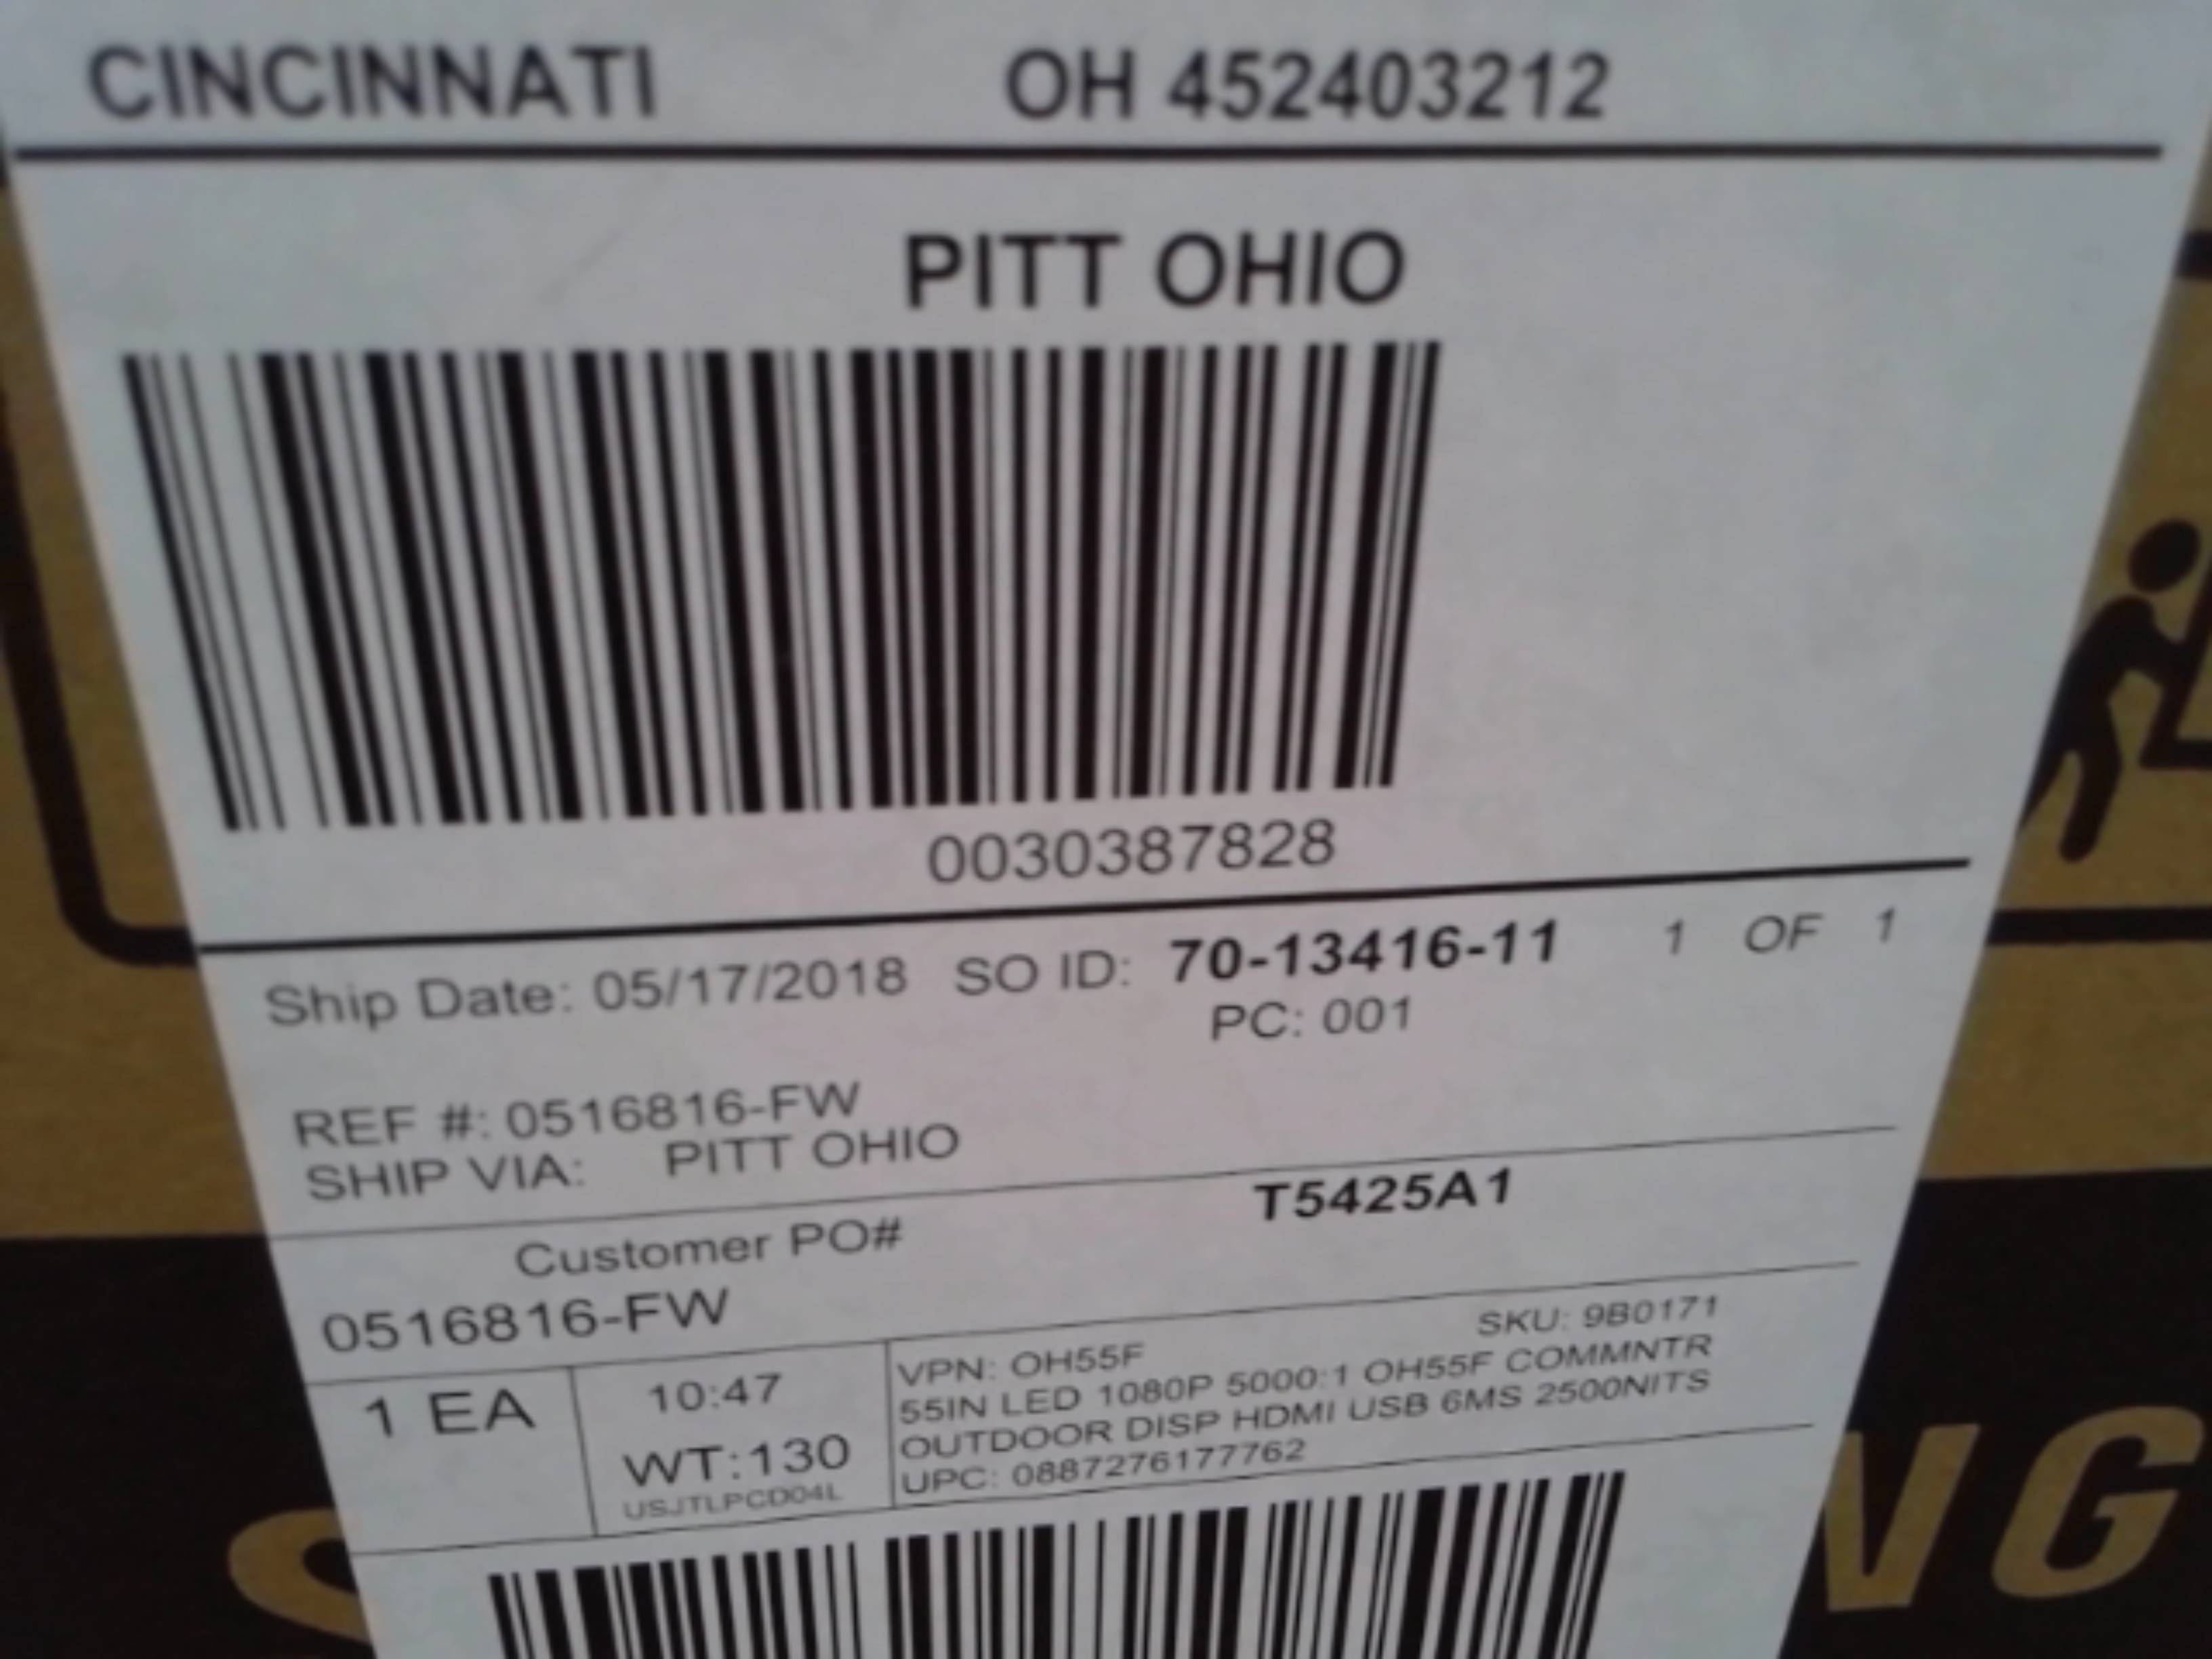 CINCINNATI OH 452403212
PITT OHIO
0030387828
Ship Date: 05/17/2018 SO ID: 70-13416-11 1 OF 1
PC: 001
REF #: 0516816-FW
SHIP VIA: PITT OHIO
Customer PO# T5425A1
0516816-FW
1 EA
10:47
WT:130
USJTLPCD04L
SKU: 9B0171
VPN: OH55F
55IN LED 1080P 5000:1 OH55F COMMNTR
OUTDOOR DISP HDMI USB 6MS 2500NITS
UPC: 0887276177762